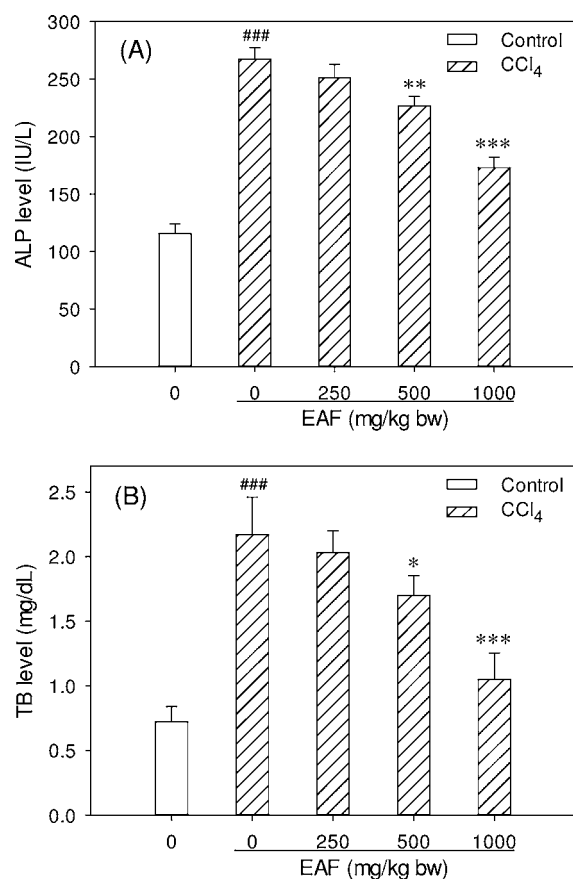 (A)
Control
CCl4
###
**
***
300
250
200
150
100
50
0
ALP level (IU/L)
0 0 250 500 1000
EAF (mg/kg bw)
(B)
Control
CCl4
###
*
***
2.5
2.0
1.5
1.0
0.5
0.0
TB level (mg/dL)
0 0 250 500 1000
EAF (mg/kg bw)